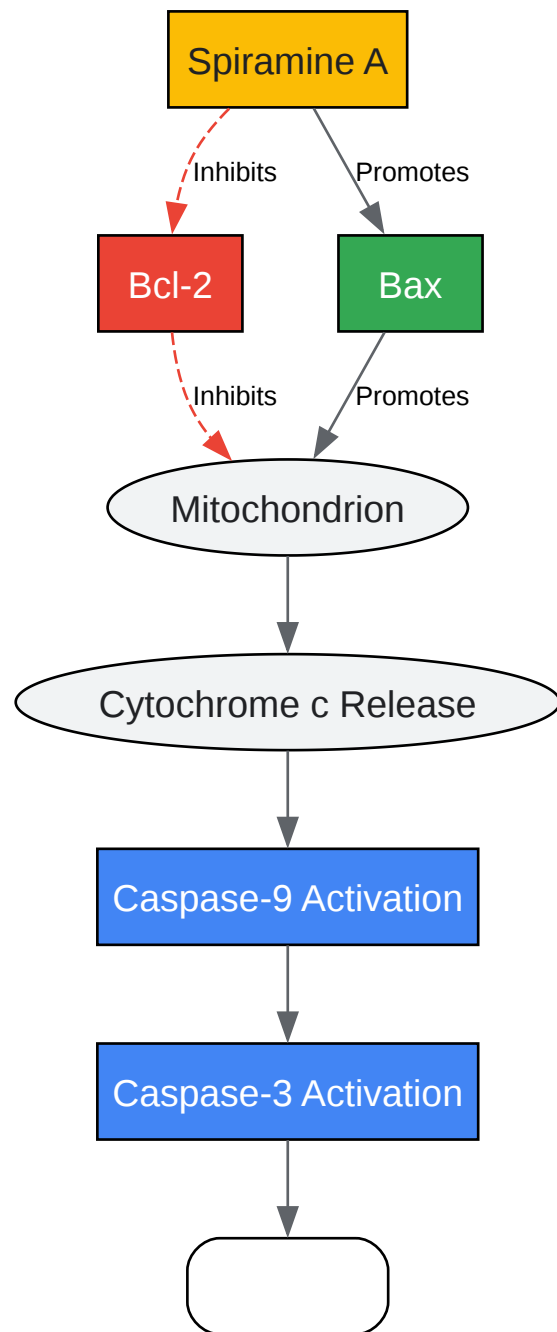 Spiramine A
Inhibits
Promotes
Bcl-2
Bax
Inhibits
Promotes
Mitochondrion
Cytochrome c Release
Caspase-9 Activation
Caspase-3 Activation